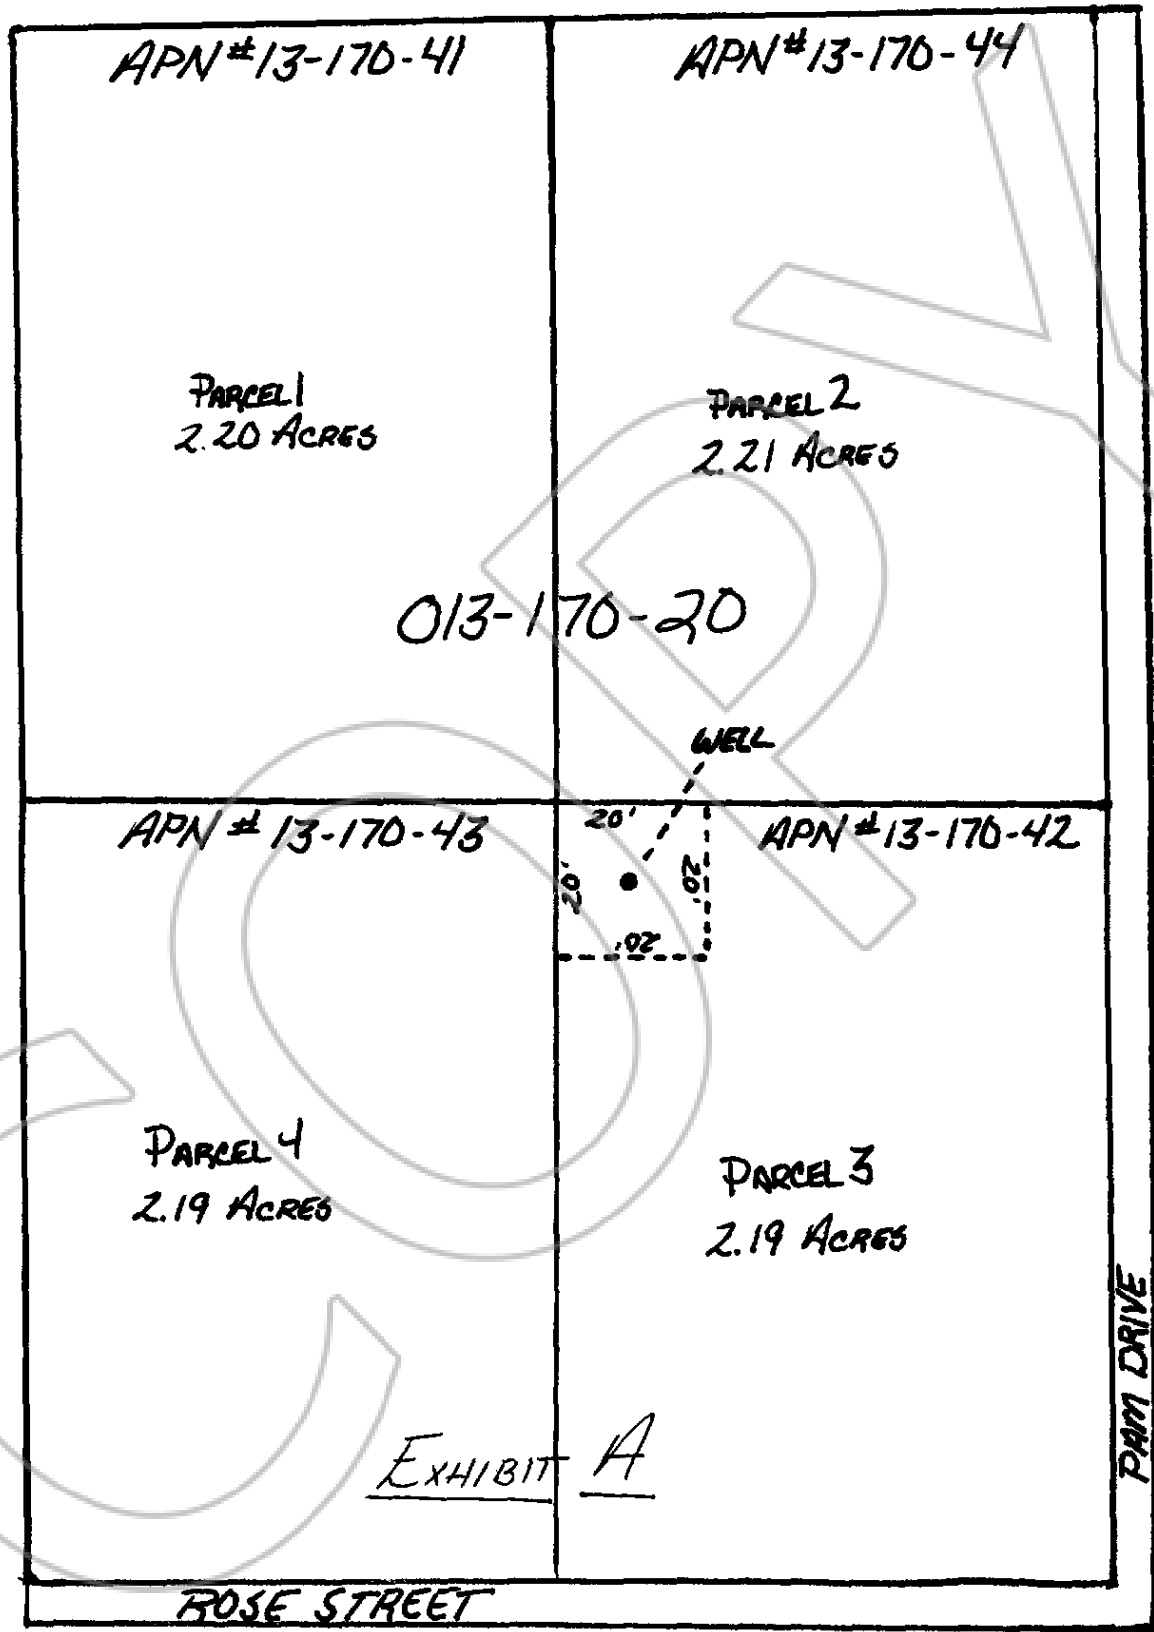 APN # 13-170-41
APN # 13-170-44
PARCEL 1
2.20 ACRES
PARCEL 2
2.21 ACRES
013-170-20
WELL
APN # 13-170-43
20'
APN # 13-170-42
20'
20'
20'
PARCEL 4
2.19 ACRES
PARCEL 3
2.19 ACRES
EXHIBIT A
PAM DRIVE
ROSE STREET
COPY